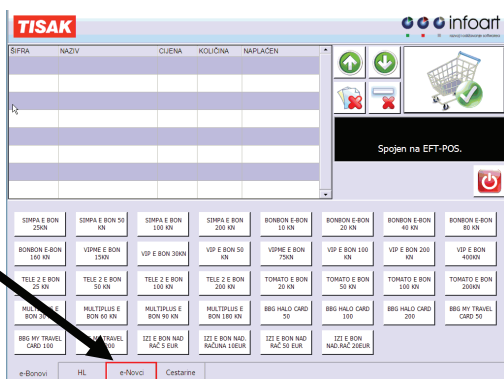 TISAK
infoart
ŠIFRA NAZIV CIJENA KOLIČINA NAPLAĆEN
Spojen na EFT-POS.
SIMPA E BON 25KN
SIMPA E BON 50 KN
SIMPA E BON 100 KN
SIMPA E BON 200 KN
BONBON E-BON 10 KN
BONBON E-BON 20 KN
BONBON E-BON 40 KN
BONBON E-BON 80 KN
BONBON E-BON 160 KN
VIPME E BON 15KN
VIP E BON 30KN
VIP E BON 50 KN
VIPME E BON 75KN
VIP E BON 100 KN
VIP E BON 200 KN
VIP E BON 400KN
TELE 2 E BON 25 KN
TELE 2 E BON 50 KN
TELE 2 E BON 100 KN
TELE 2 E BON 200 KN
TOMATO E BON 20 KN
TOMATO E BON 50 KN
TOMATO E BON 100 KN
TOMATO E BON 200KN
MULTIPLUS E BON 30
MULTIPLUS E BON 60 KN
MULTIPLUS E BON 90 KN
MULTIPLUS E BON 180 KN
BBG HALO CARD 50
BBG HALO CARD 100
BBG HALO CARD 200
BBG MY TRAVEL CARD 50
BBG MY TRAVEL CARD 100
TRAVEL 200
IZI E BON NAD RAČ 5 EUR
IZI E BON NAD. RAČUNA 10EUR
IZI E BON NAD RAČ 50 EUR
IZI E BON NAD.RAČ 20EUR
e-Bonovi HL e-Novci Cestarine